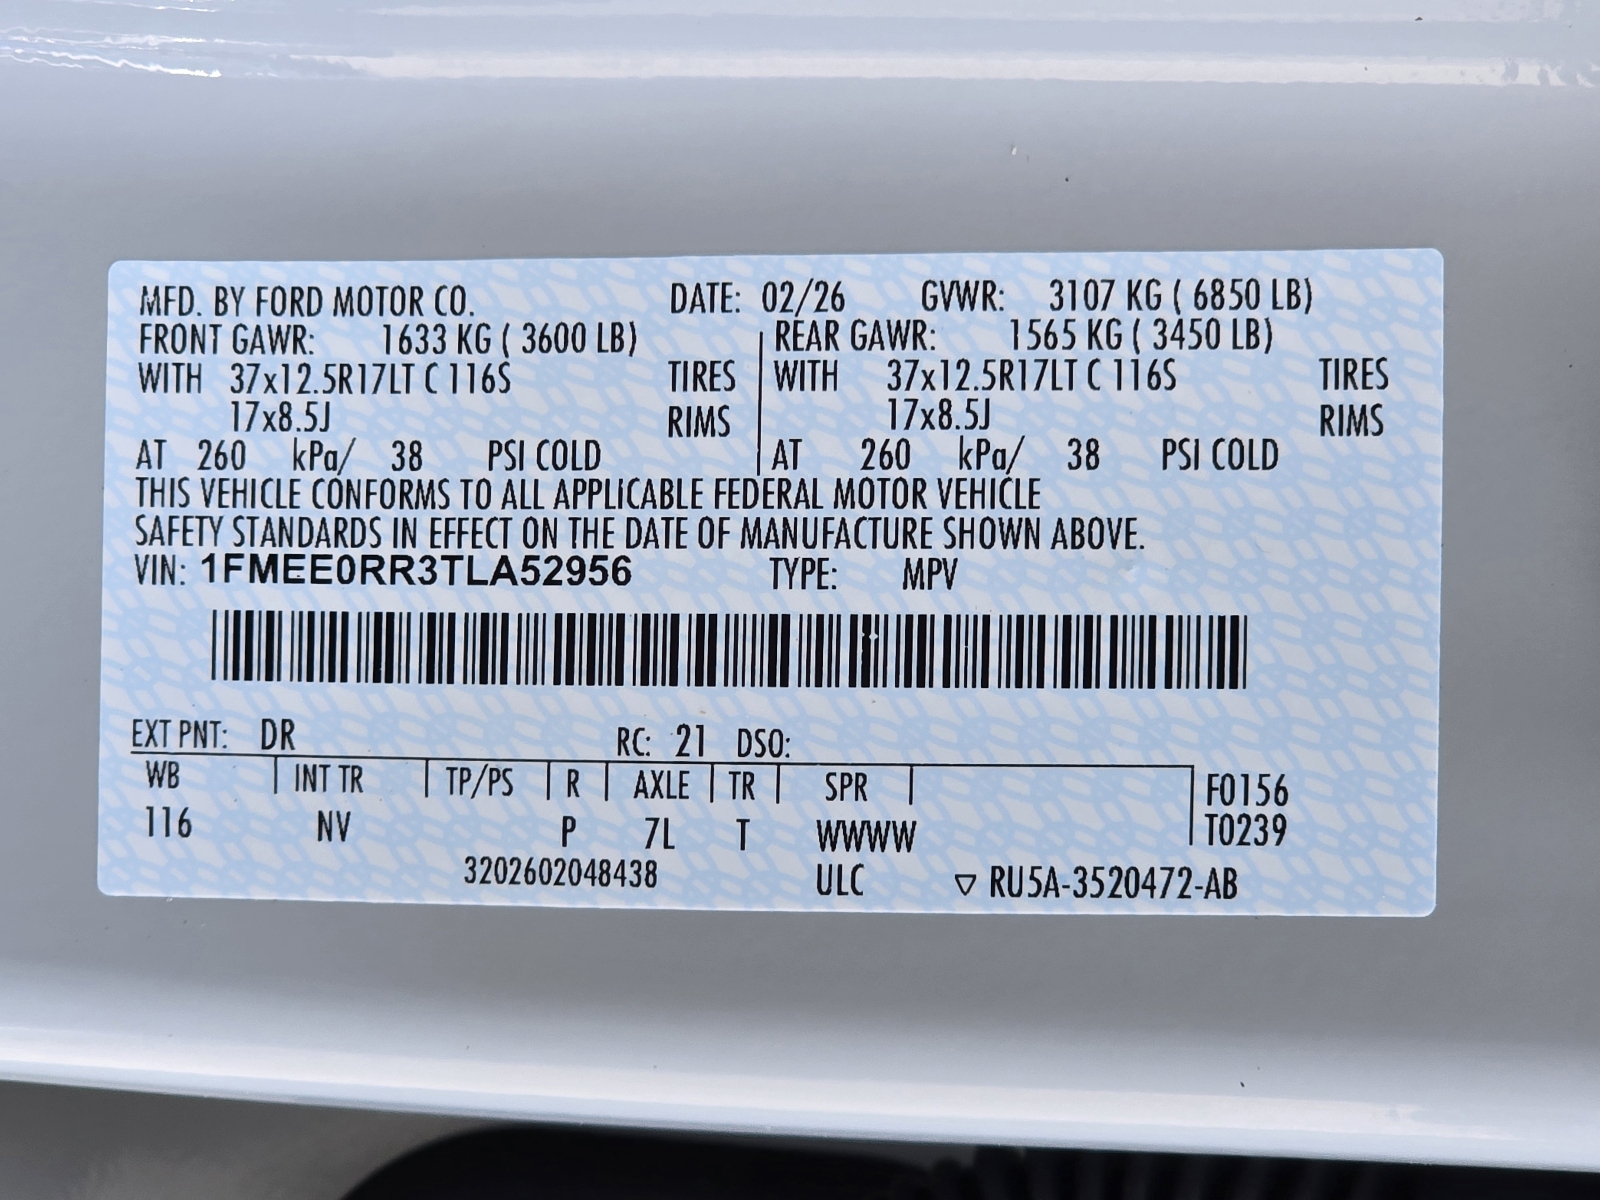 MFD. BY FORD MOTOR CO. DATE: 02/26 GVWR: 3107 KG ( 6850 LB)
FRONT GAWR: 1633 KG ( 3600 LB) REAR GAWR: 1565 KG ( 3450 LB)
WITH 37x12.5R17LT C 116S TIRES WITH 37x12.5R17LT C 116S TIRES
17x8.5J RIMS 17x8.5J RIMS
AT 260 kPa/ 38 PSI COLD AT 260 kPa/ 38 PSI COLD
THIS VEHICLE CONFORMS TO ALL APPLICABLE FEDERAL MOTOR VEHICLE
SAFETY STANDARDS IN EFFECT ON THE DATE OF MANUFACTURE SHOWN ABOVE.
VIN: 1FMEE0RR3TLA52956 TYPE: MPV
EXT PNT: DR RC: 21 DSO:
WB INT TR TP/PS R AXLE TR SPR F0156
116 NV P 7L T WWWW T0239
3202602048438 ULC ▽ RU5A-3520472-AB